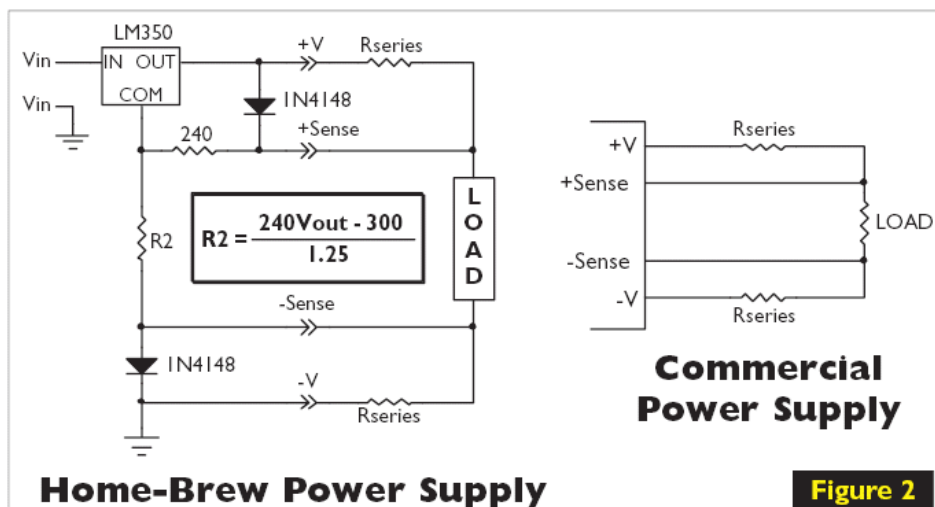 LM350
Vin
IN OUT
COM
+V
Rseries
Vin
1N4148
240
+Sense
R2
R2 = 240Vout - 300
1.25
LOAD
-Sense
1N4148
-V
Rseries
Home-Brew Power Supply
+V
Rseries
+Sense
LOAD
-Sense
-V
Rseries
Commercial
Power Supply
Figure 2